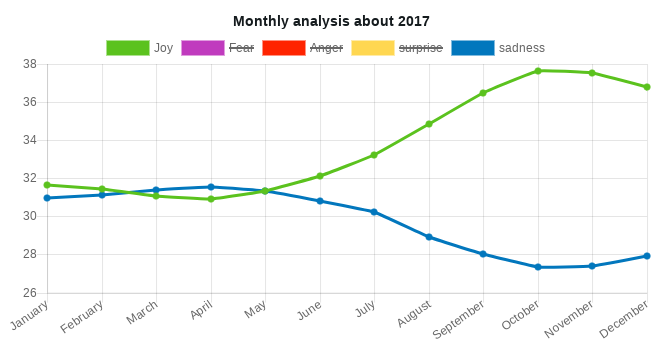 Monthly analysis about 2017
Joy Fear Anger surprise sadness
38
36
34
32
30
28
26
January February March April May June July August September October November December